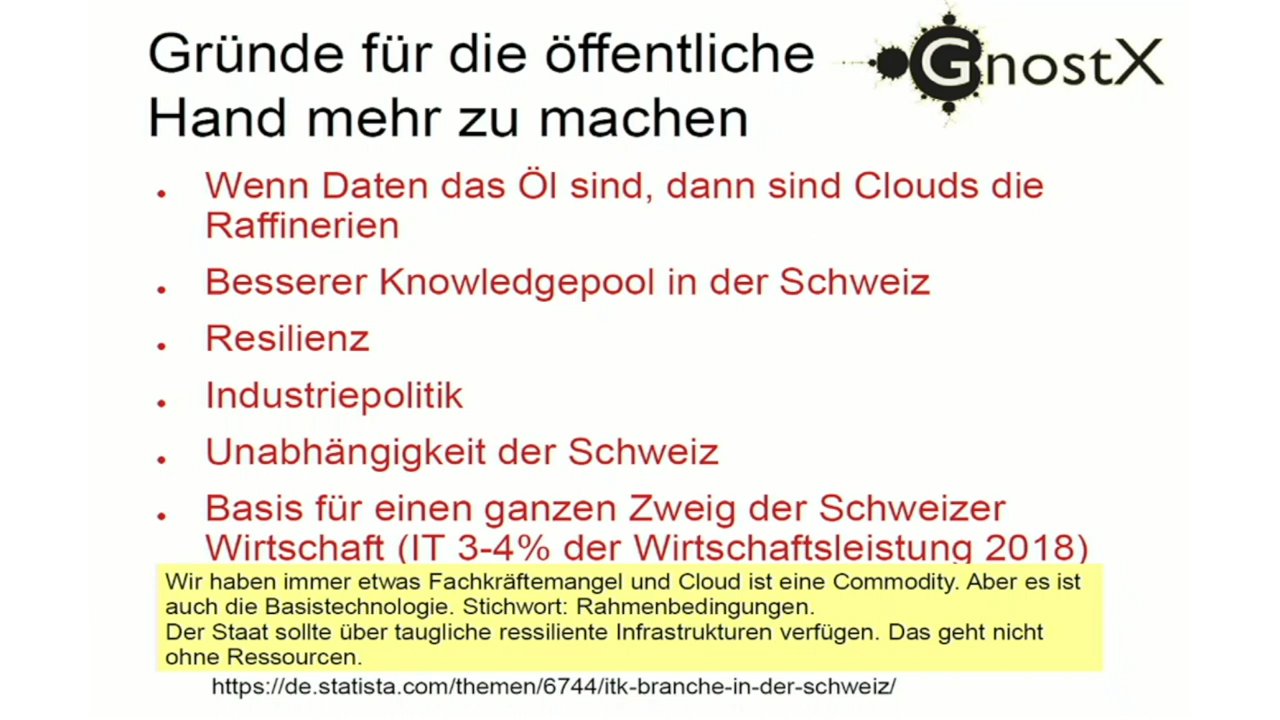 Gründe für die öffentliche
Hand mehr zu machen
GnostX
Wenn Daten das Öl sind, dann sind Clouds die
Raffinerien
Besserer Knowledgepool in der Schweiz
Resilienz
Industriepolitik
Unabhängigkeit der Schweiz
Basis für einen ganzen Zweig der Schweizer
Wirtschaft (IT 3-4% der Wirtschaftsleistung 2018)
Wir haben immer etwas Fachkräftemangel und Cloud ist eine Commodity. Aber es ist
auch die Basistechnologie. Stichwort: Rahmenbedingungen.
Der Staat sollte über taugliche ressiliente Infrastrukturen verfügen. Das geht nicht
ohne Ressourcen.
https://de.statista.com/themen/6744/itk-branche-in-der-schweiz/